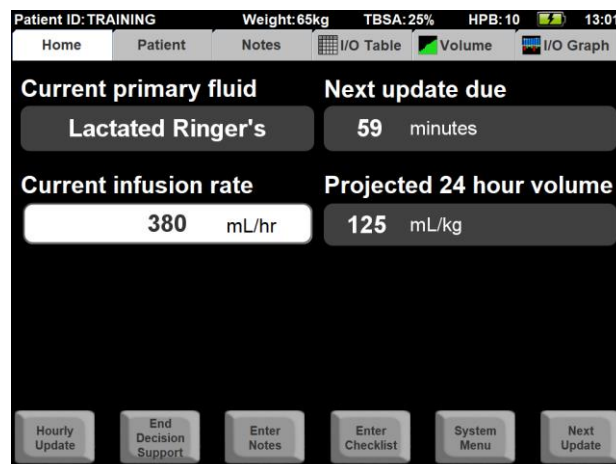 Patient ID: TRAINING Weight: 65kg TBSA: 25% HPB: 10 13:01
Home Patient Notes I/O Table Volume I/O Graph
Current primary fluid Next update due
Lactated Ringer's 59 minutes
Current infusion rate Projected 24 hour volume
380 mL/hr 125 mL/kg
Hourly Update
End Decision Support
Enter Notes
Enter Checklist
System Menu
Next Update